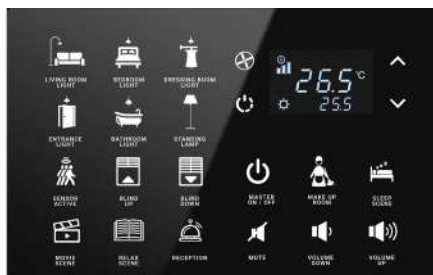 26.5 °C
25.5
LIVING ROOM
LIGHT
BEDROOM
LIGHT
DRESSING ROOM
LIGHT
ENTRANCE
LIGHT
BATHROOM
LIGHT
STANDING
LAMP
SENSOR
ACTIVE
BLIND
UP
BLIND
DOWN
MASTER
ON / OFF
MAKE UP
ROOM
SLEEP
SCENE
MOVIE
SCENE
RELAX
SCENE
RECEPTION
MUTE
VOLUME
DOWN
VOLUME
UP